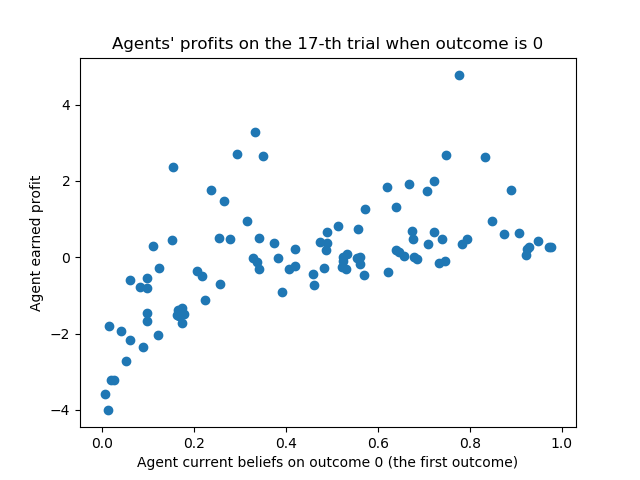 Agents' profits on the 17-th trial when outcome is 0
Agent earned profit
4
2
0
−2
−4
0.0 0.2 0.4 0.6 0.8 1.0
Agent current beliefs on outcome 0 (the first outcome)